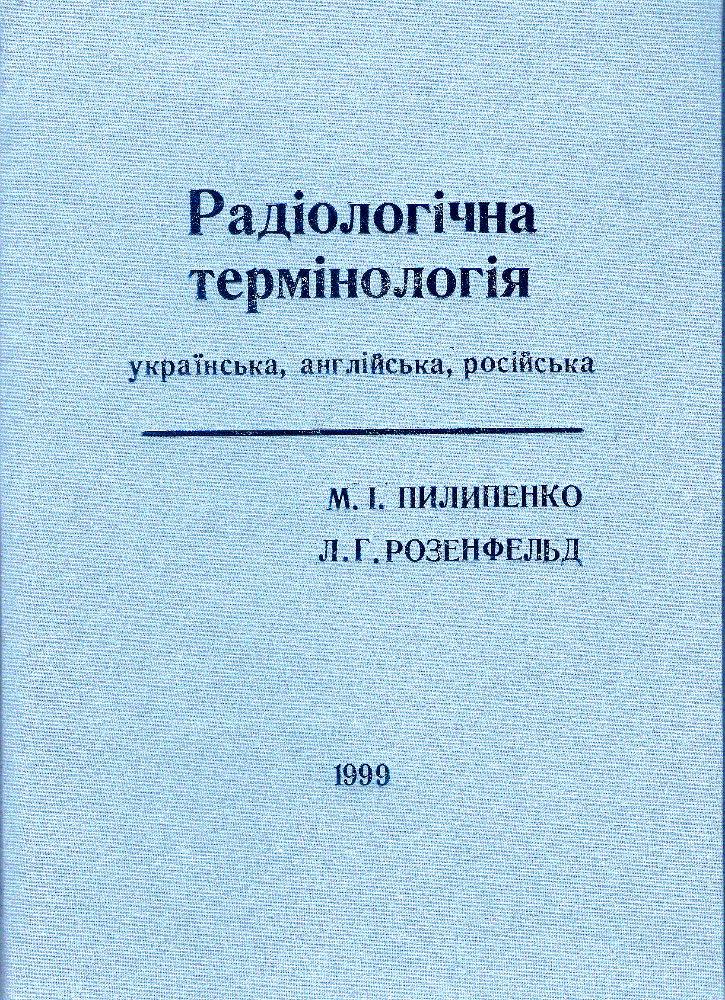 Радіологічна
термінологія
українська, англійська, російська
М. І. ПИЛИПЕНКО
Л. Г. РОЗЕНФЕЛЬД
1999